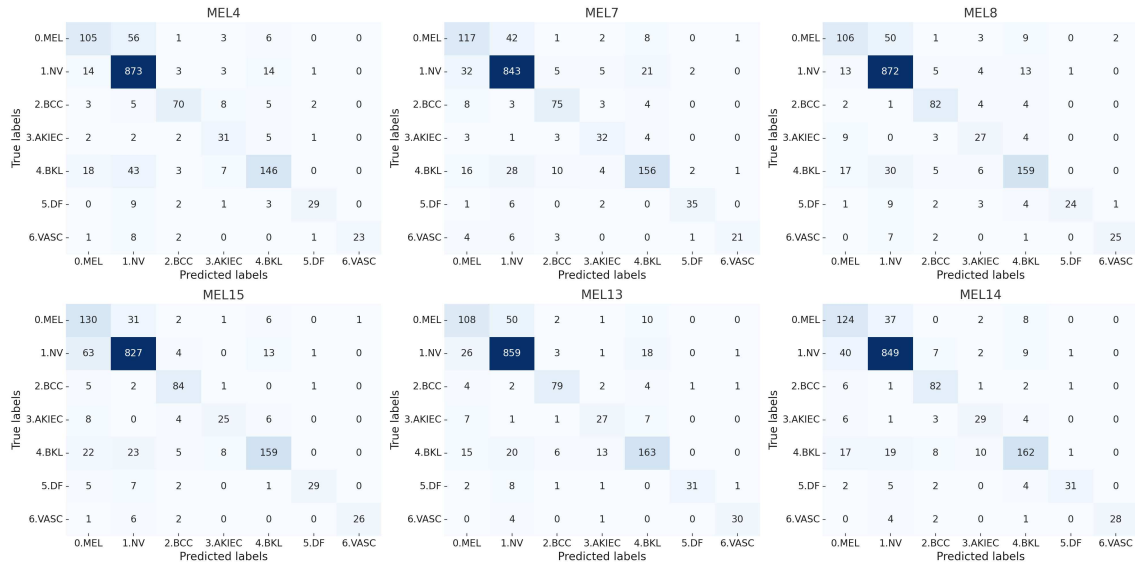 MEL4 MEL7 MEL8
0.MEL 105 56 1 3 6 0 0 0.MEL 117 42 1 2 8 0 1 0.MEL 106 50 1 3 9 0 2
1.NV 14 873 3 3 14 1 0 1.NV 32 843 5 5 21 2 0 1.NV 13 872 5 4 13 1 0
2.BCC 3 5 70 8 5 2 0 2.BCC 8 3 75 3 4 0 0 2.BCC 2 1 82 4 4 0 0
True labels 3.AKIEC 2 2 2 31 5 1 0 True labels 3.AKIEC 3 1 3 32 4 0 0 True labels 3.AKIEC 9 0 3 27 4 0 0
4.BKL 18 43 3 7 146 0 0 4.BKL 16 28 10 4 156 2 1 4.BKL 17 30 5 6 159 0 0
5.DF 0 9 2 1 3 29 0 5.DF 1 6 2 0 0 35 0 5.DF 1 9 2 3 4 24 1
6.VASC 1 8 2 0 0 1 23 6.VASC 4 6 3 0 0 1 21 6.VASC 0 7 2 0 1 0 25
0.MEL 1.NV 2.BCC 3.AKIEC 4.BKL 5.DF 6.VASC 0.MEL 1.NV 2.BCC 3.AKIEC 4.BKL 5.DF 6.VASC 0.MEL 1.NV 2.BCC 3.AKIEC 4.BKL 5.DF 6.VASC
Predicted labels Predicted labels Predicted labels
MEL15 MEL13 MEL14
0.MEL 130 31 2 1 6 0 1 0.MEL 108 50 2 1 10 0 0 0.MEL 124 37 0 2 8 0 0
1.NV 63 827 4 0 13 1 0 1.NV 26 859 3 1 18 0 1 1.NV 40 849 7 2 9 1 0
2.BCC 5 2 84 1 0 1 0 2.BCC 4 2 79 2 4 1 1 2.BCC 6 1 82 1 2 1 0
True labels 3.AKIEC 8 0 4 25 6 0 0 True labels 3.AKIEC 7 1 1 27 7 0 0 True labels 3.AKIEC 6 1 3 29 4 0 0
4.BKL 22 23 5 8 159 0 0 4.BKL 15 20 6 13 163 0 0 4.BKL 17 19 8 10 162 1 0
5.DF 5 7 2 0 1 29 0 5.DF 2 8 1 1 0 31 1 5.DF 2 5 2 0 4 31 0
6.VASC 1 6 2 0 0 0 26 6.VASC 0 4 0 1 0 0 30 6.VASC 0 4 2 0 1 0 28
0.MEL 1.NV 2.BCC 3.AKIEC 4.BKL 5.DF 6.VASC 0.MEL 1.NV 2.BCC 3.AKIEC 4.BKL 5.DF 6.VASC 0.MEL 1.NV 2.BCC 3.AKIEC 4.BKL 5.DF 6.VASC
Predicted labels Predicted labels Predicted labels